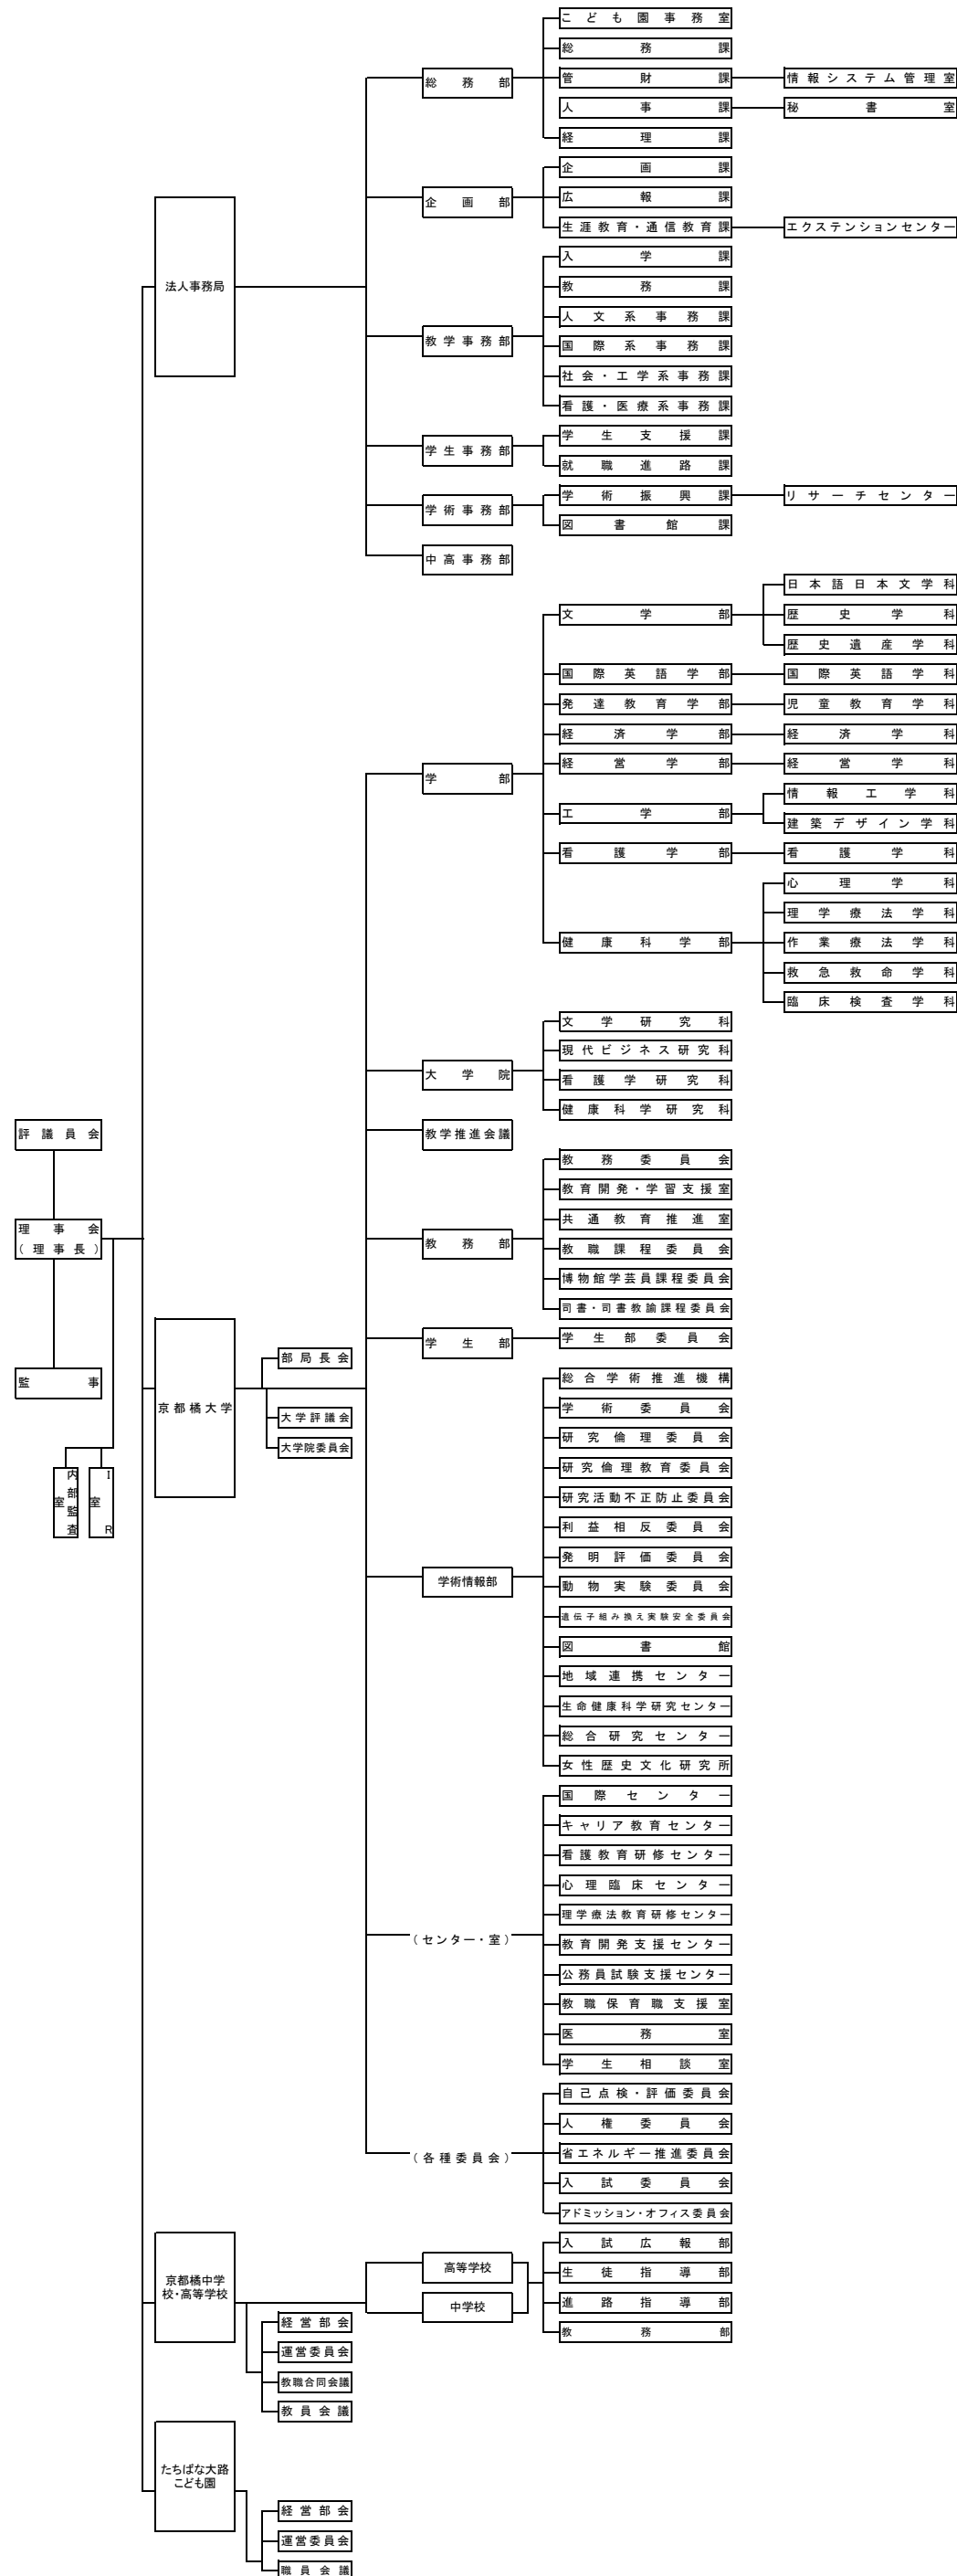 こども園事務室
総務課
総務部
管財課
情報システム管理室
人事課
秘書室
経理課
企画課
企画部
広報課
生涯教育・通信教育課
エクステンションセンター
法人事務局
入学課
教務課
人文系事務課
教学事務部
国際系事務課
社会・工学系事務課
看護・医療系事務課
学生支援課
学生事務部
就職進路課
学術振興課
リサーチセンター
学術事務部
図書館課
中高事務部
日本語日本文学科
文学部
歴史学科
歴史遺産学科
国際英語学部
国際英語学科
発達教育学部
児童教育学科
経済学部
経済学科
経営学部
経営学科
学部
情報工学科
工学部
建築デザイン学科
看護学部
看護学科
心理学科
理学療法学科
健康科学部
作業療法学科
救急救命学科
臨床検査学科
文学研究科
現代ビジネス研究科
大学院
看護学研究科
健康科学研究科
評議員会
教学推進会議
教務委員会
教育開発・学習支援室
理事会
(理事長)
共通教育推進室
教務部
教職課程委員会
博物館学芸員課程委員会
司書・司書教諭課程委員会
学生部
学生部委員会
部局長会
監事
総合学術推進機構
京都橘大学
大学評議会
学術委員会
大学院委員会
研究倫理委員会
内部監査室
IR室
研究倫理教育委員会
研究活動不正防止委員会
利益相反委員会
発明評価委員会
学術情報部
動物実験委員会
遺伝子組み換え実験安全委員会
図書館
地域連携センター
生命健康科学研究センター
総合研究センター
女性歴史文化研究所
国際センター
キャリア教育センター
看護教育研修センター
心理臨床センター
理学療法教育研修センター
(センター・室)
教育開発支援センター
公務員試験支援センター
教職保育職支援室
医務室
学生相談室
自己点検・評価委員会
人権委員会
(各種委員会)
省エネルギー推進委員会
入試委員会
アドミッション・オフィス委員会
京都橘中学
校・高等学校
高等学校
中学校
入試広報部
生徒指導部
進路指導部
教務部
経営部会
運営委員会
教職合同会議
教員会議
たちばな大路
こども園
経営部会
運営委員会
職員会議